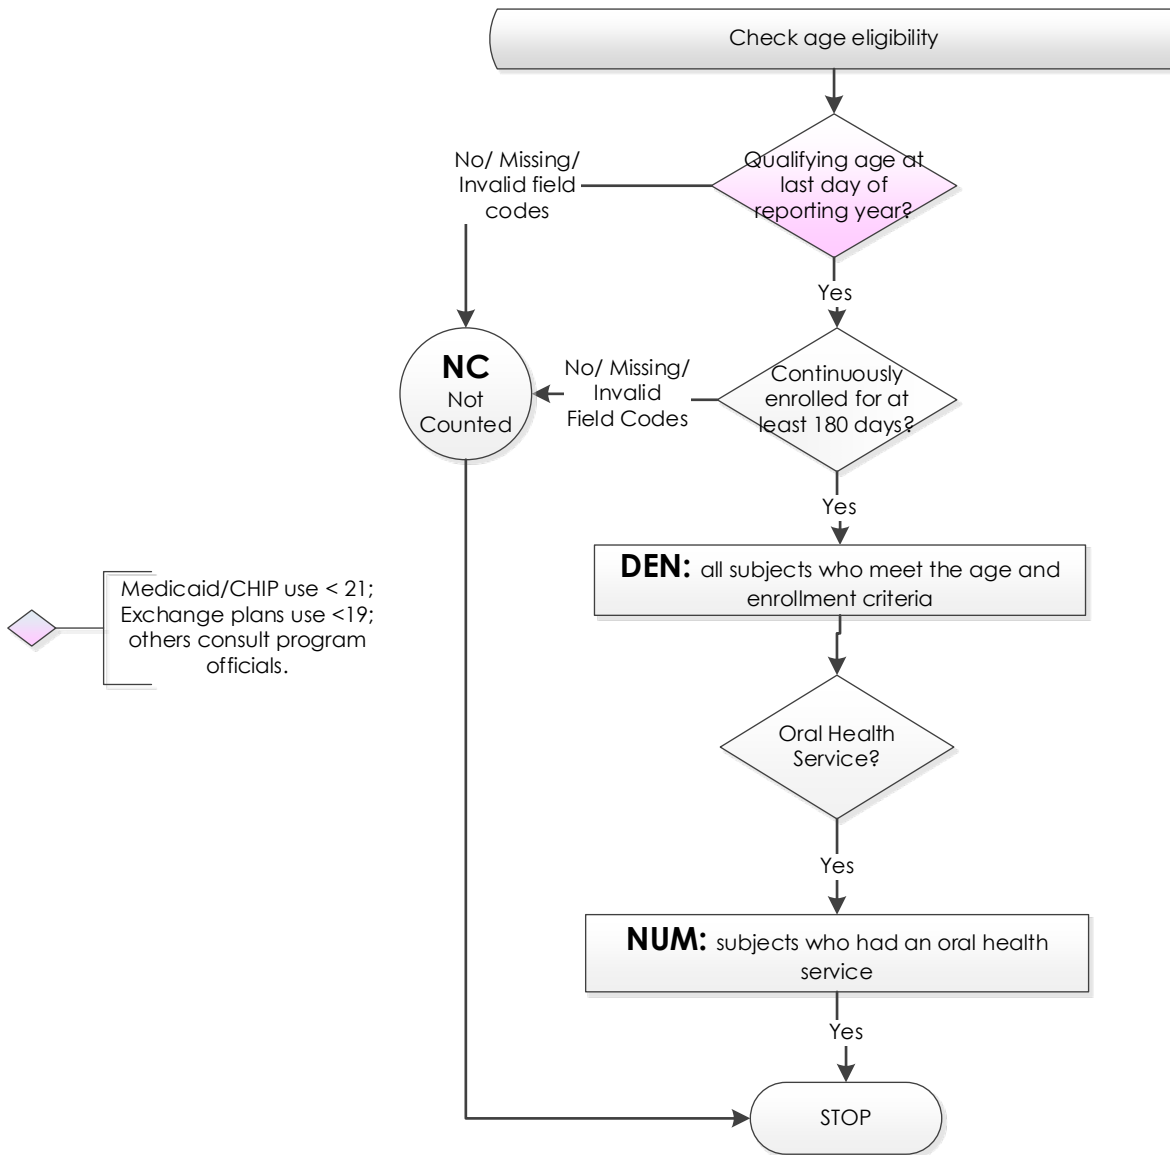 Check age eligibility
Qualifying age at
last day of
reporting year?
No/ Missing/
Invalid field
codes
Yes
NC
Not
Counted
No/ Missing/
Invalid
Field Codes
Continuously
enrolled for at
least 180 days?
Yes
DEN: all subjects who meet the age and
enrollment criteria
Medicaid/CHIP use < 21;
Exchange plans use <19;
others consult program
officials.
Oral Health
Service?
Yes
NUM: subjects who had an oral health
service
Yes
STOP